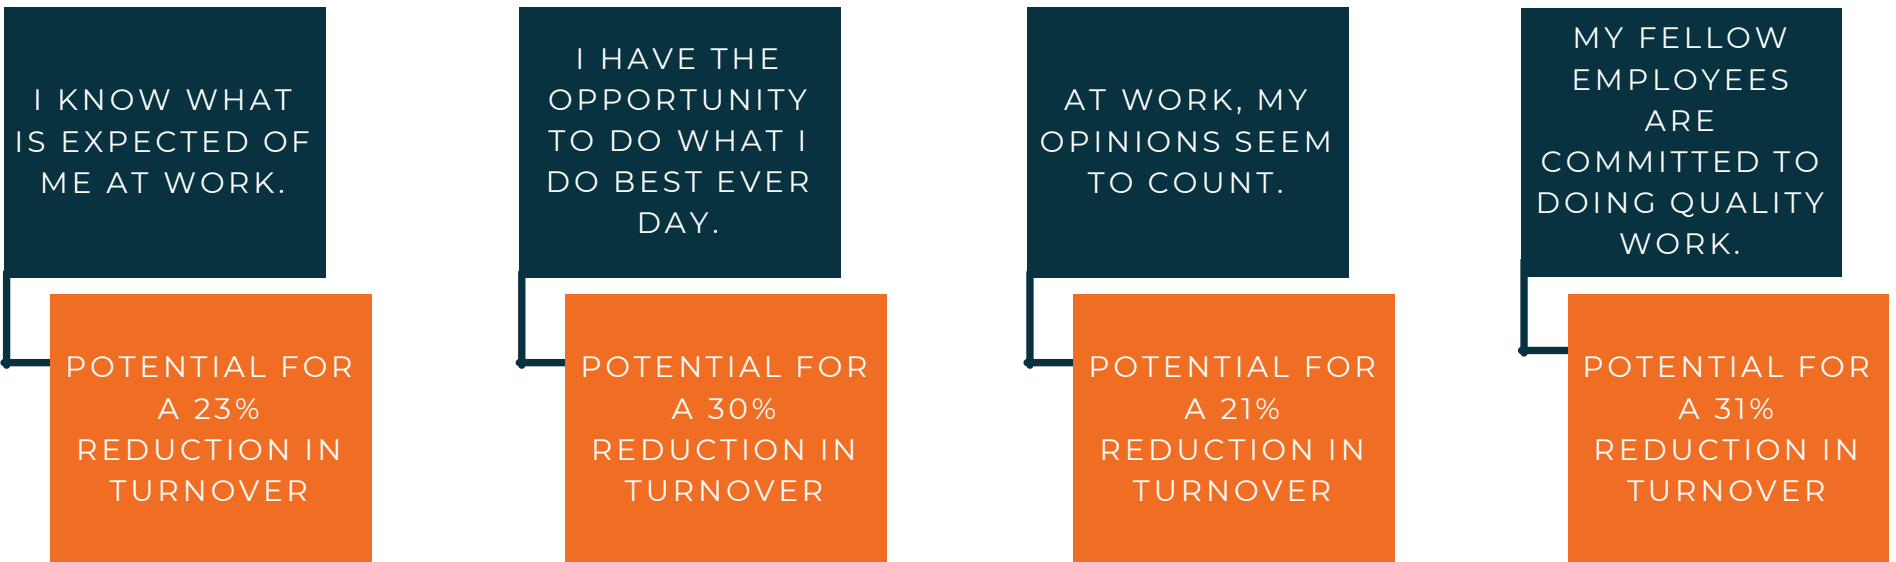 I KNOW WHAT
IS EXPECTED OF
ME AT WORK.
POTENTIAL FOR
A 23%
REDUCTION IN
TURNOVER
I HAVE THE
OPPORTUNITY
TO DO WHAT I
DO BEST EVER
DAY.
POTENTIAL FOR
A 30%
REDUCTION IN
TURNOVER
AT WORK, MY
OPINIONS SEEM
TO COUNT.
POTENTIAL FOR
A 21%
REDUCTION IN
TURNOVER
MY FELLOW
EMPLOYEES
ARE
COMMITTED TO
DOING QUALITY
WORK.
POTENTIAL FOR
A 31%
REDUCTION IN
TURNOVER